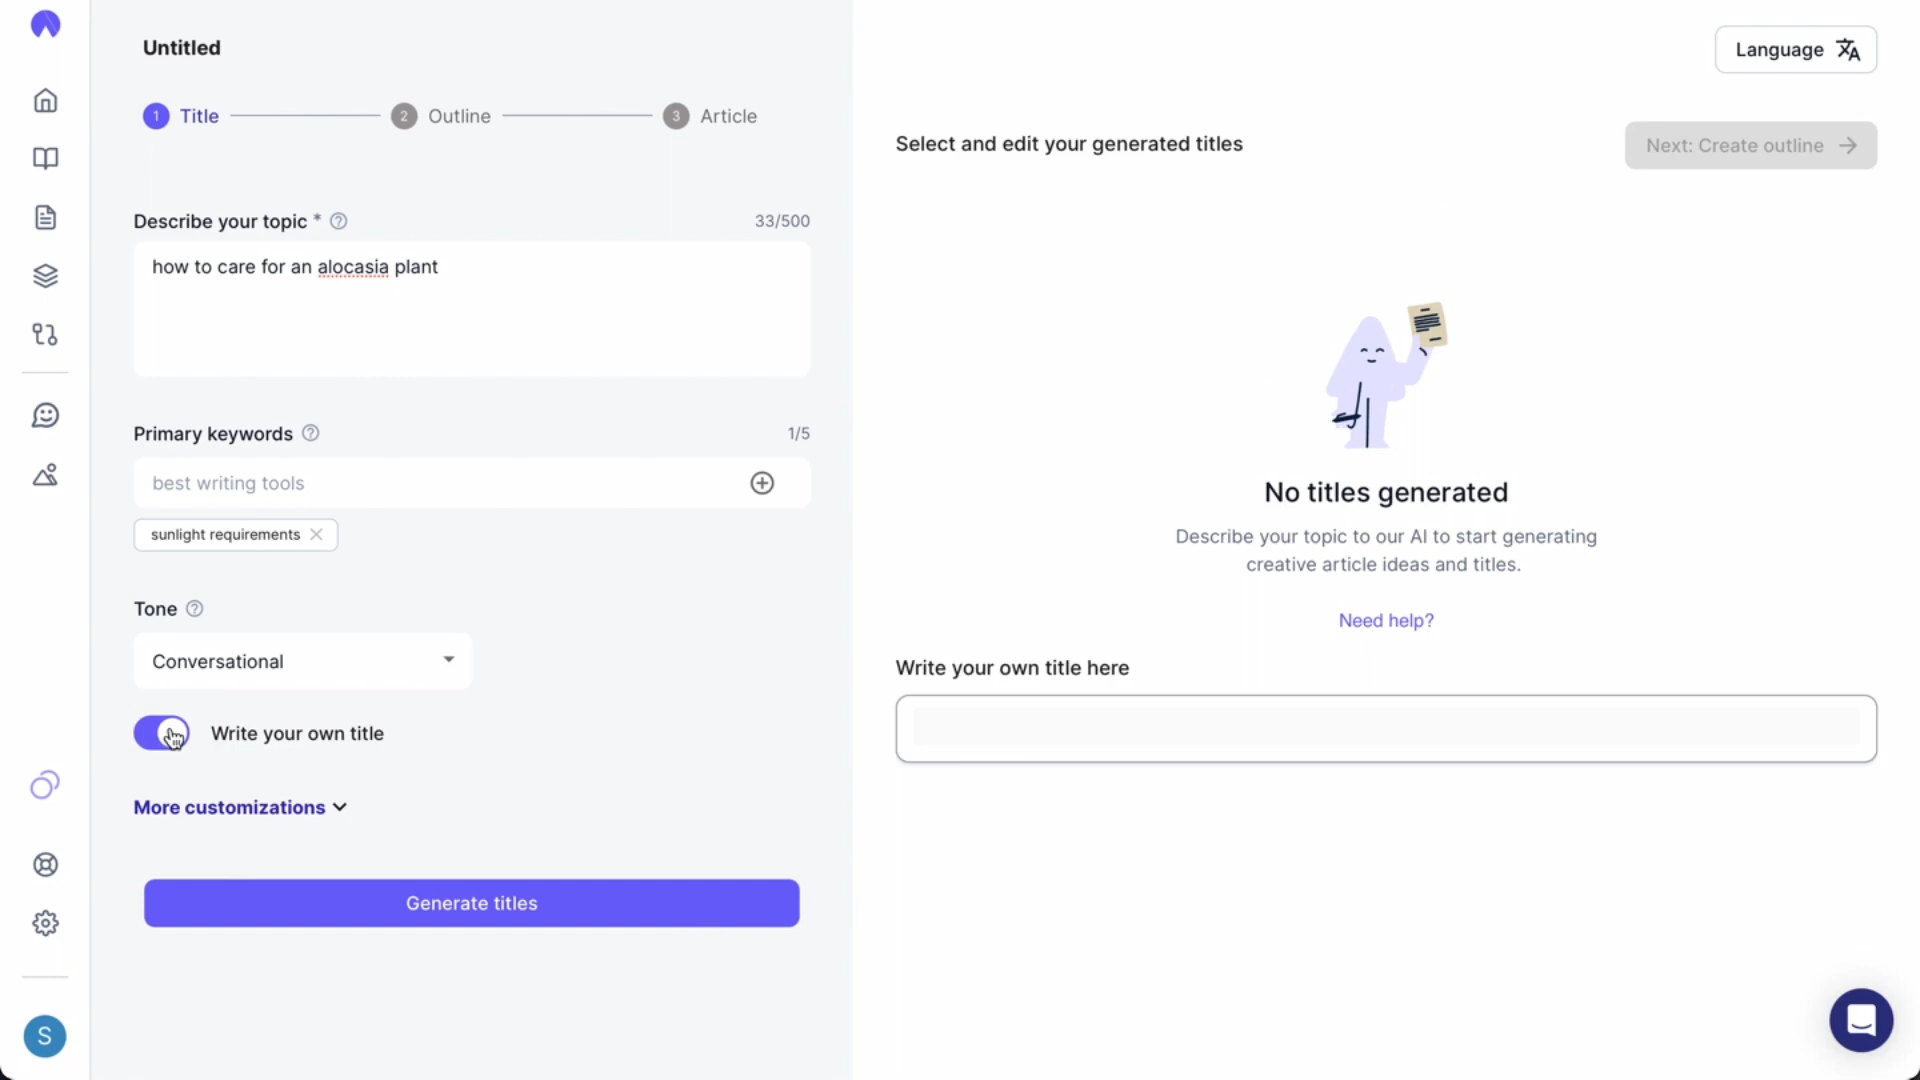 Untitled
1 Title
2 Outline
3 Article
Describe your topic * ?
33/500
how to care for an alocasia plant
Primary keywords ?
1/5
best writing tools
sunlight requirements
Tone ?
Conversational
Write your own title
More customizations
Generate titles
S
Language
Select and edit your generated titles
Next: Create outline
No titles generated
Describe your topic to our AI to start generating
creative article ideas and titles.
Need help?
Write your own title here